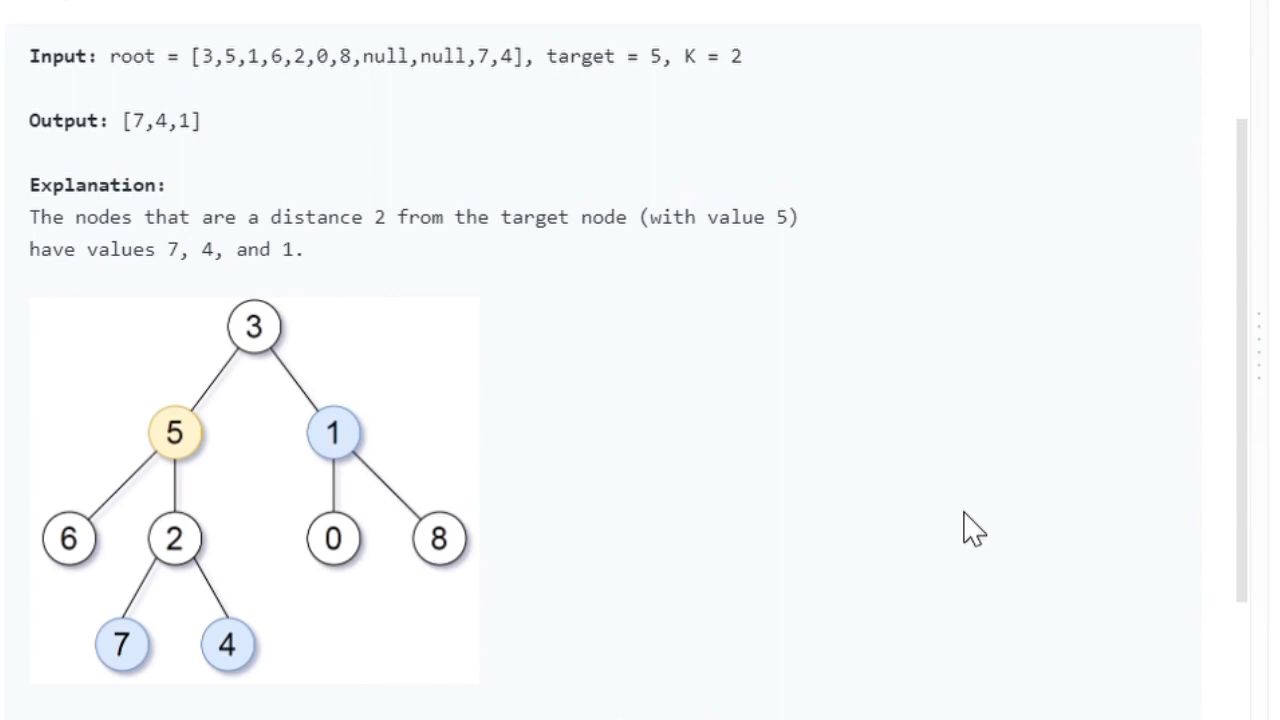 Input: root = [3,5,1,6,2,0,8,null,null,7,4], target = 5, K = 2
Output: [7,4,1]
Explanation:
The nodes that are a distance 2 from the target node (with value 5)
have values 7, 4, and 1.
3
5 1
6 2 0 8
7 4